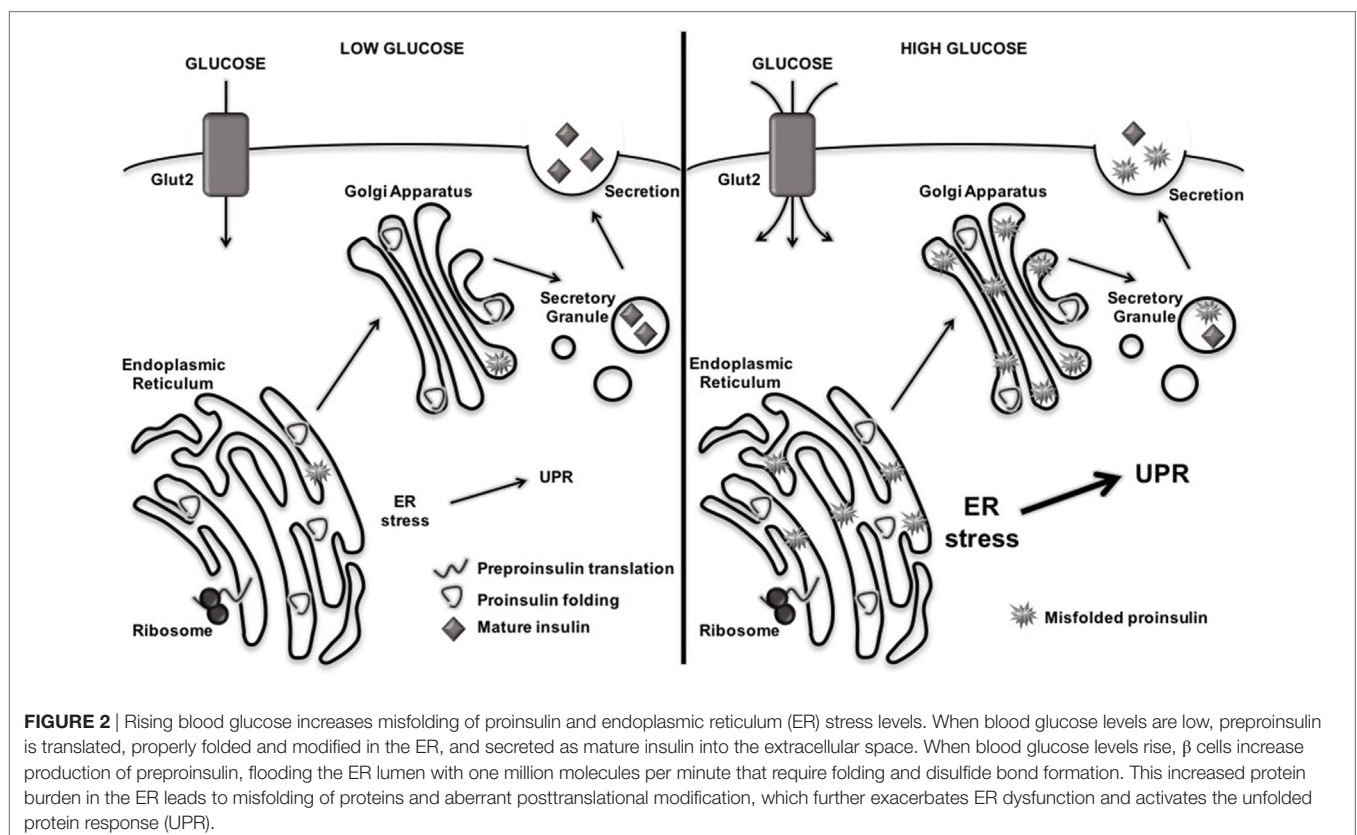 LOW GLUCOSE
GLUCOSE
Glut2
Golgi Apparatus
Secretion
Secretory
Granule
Endoplasmic
Reticulum
ER
stress
UPR
Preproinsulin translation
Proinsulin folding
Mature insulin
Ribosome
HIGH GLUCOSE
GLUCOSE
Glut2
Golgi Apparatus
Secretion
Secretory
Granule
Endoplasmic
Reticulum
ER
stress
UPR
Ribosome
Misfolded proinsulin
FIGURE 2 | Rising blood glucose increases misfolding of proinsulin and endoplasmic reticulum (ER) stress levels. When blood glucose levels are low, preproinsulin
is translated, properly folded and modified in the ER, and secreted as mature insulin into the extracellular space. When blood glucose levels rise, β cells increase
production of preproinsulin, flooding the ER lumen with one million molecules per minute that require folding and disulfide bond formation. This increased protein
burden in the ER leads to misfolding of proteins and aberrant posttranslational modification, which further exacerbates ER dysfunction and activates the unfolded
protein response (UPR).